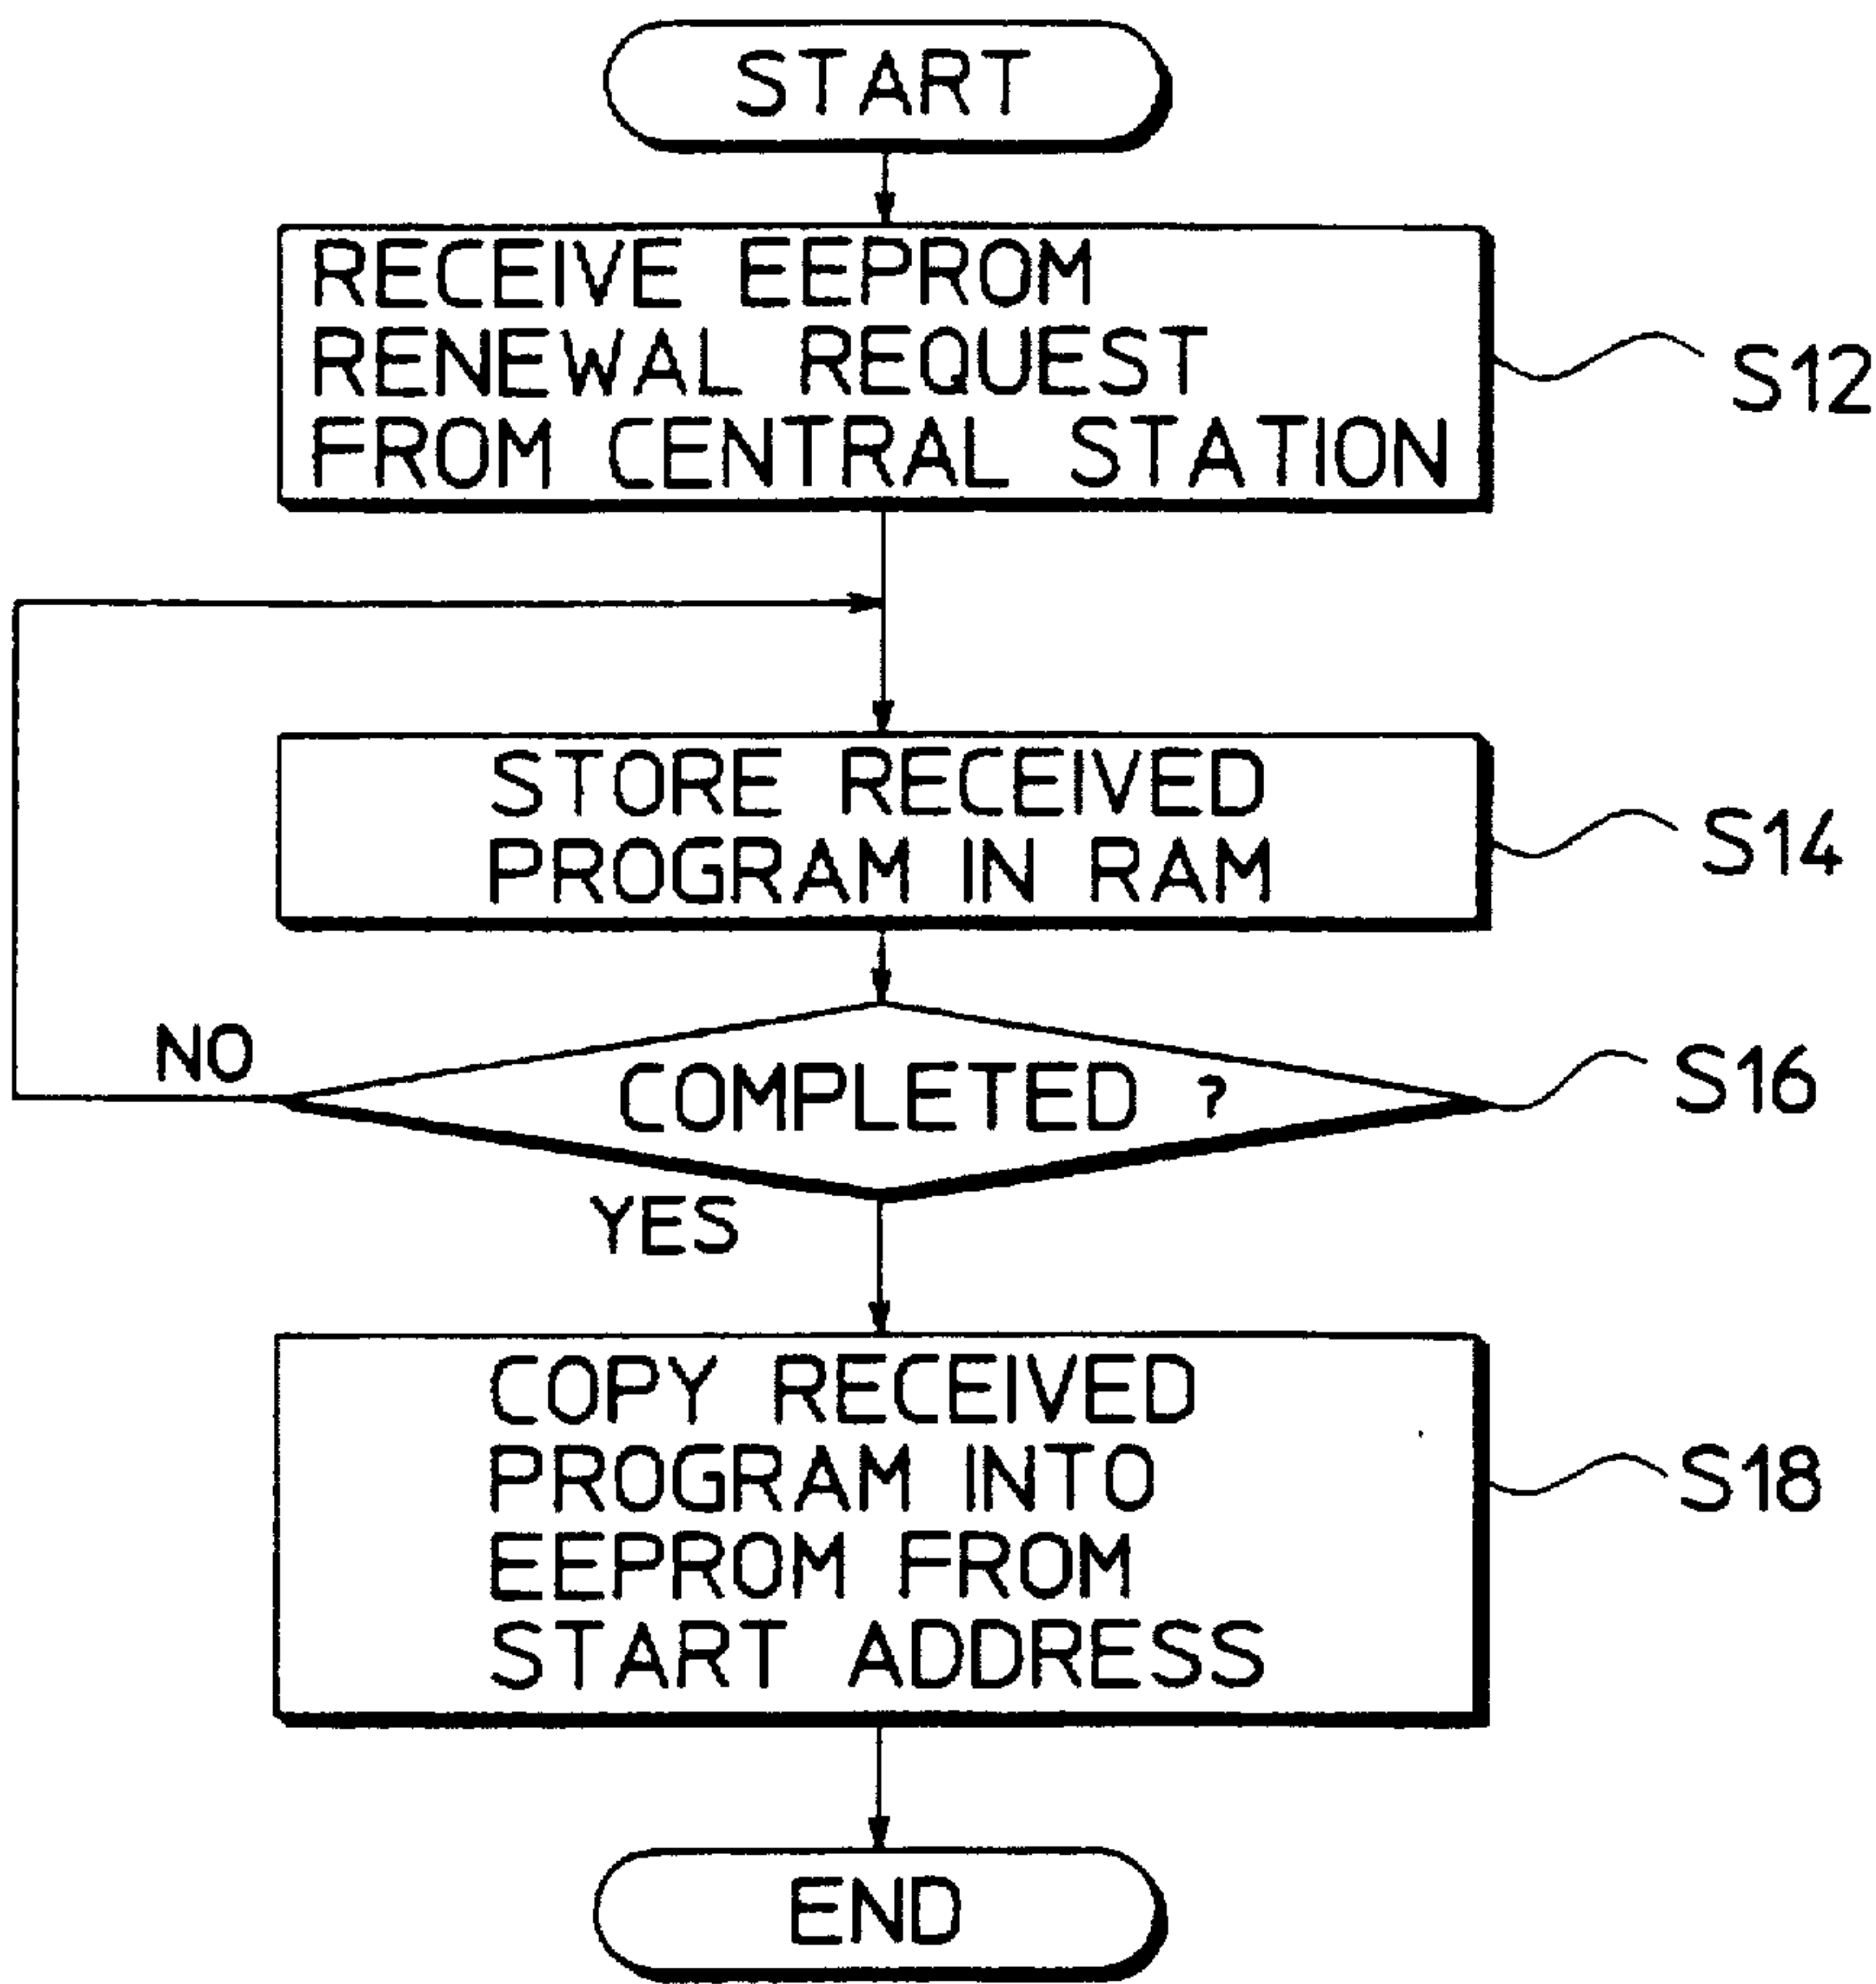 START
RECEIVE EEPROM
RENEWAL REQUEST
FROM CENTRAL STATION
S12
STORE RECEIVED
PROGRAM IN RAM
S14
NO
COMPLETED ?
S16
YES
COPY RECEIVED
PROGRAM INTO
EEPROM FROM
START ADDRESS
S18
END